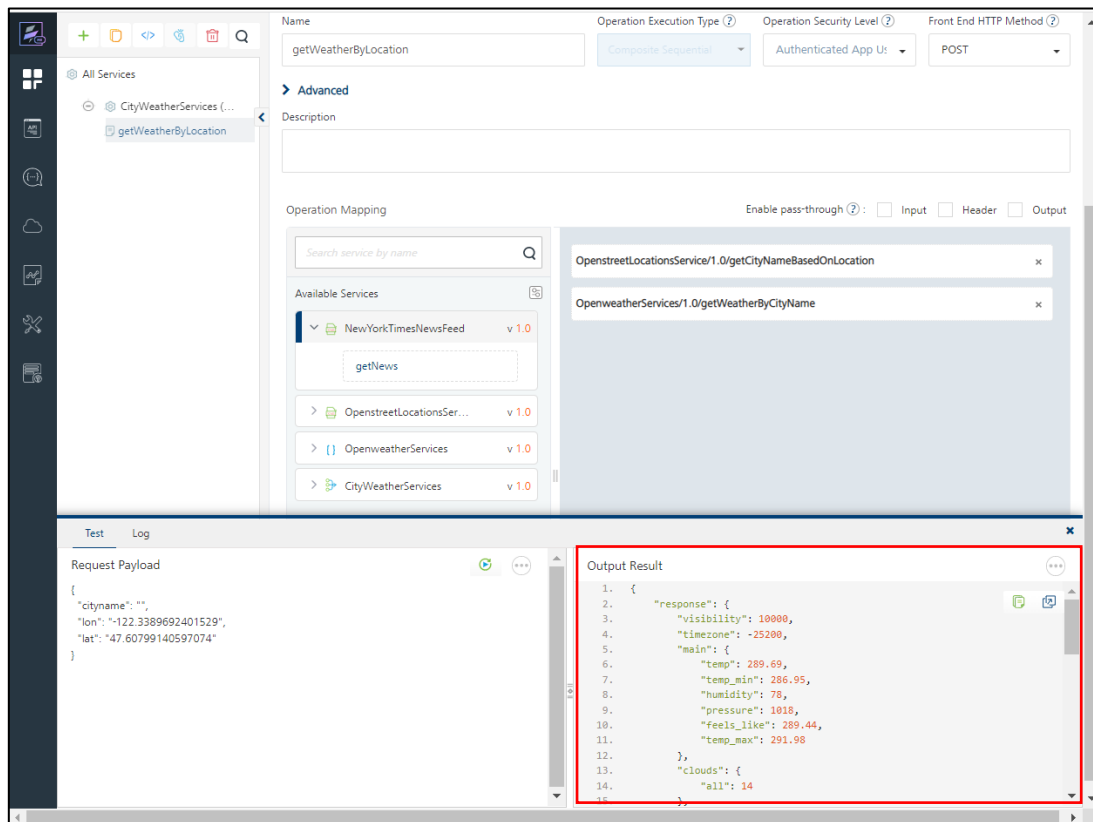 Name
Operation Execution Type ?
Operation Security Level ?
Front End HTTP Method ?
getWeatherByLocation
Composite Sequential
Authenticated App Us
POST
All Services
CityWeatherServices (...
getWeatherByLocation
Advanced
Description
Operation Mapping
Enable pass-through ? : Input Header Output
Search service by name
Available Services
NewYorkTimesNewsFeed v 1.0
getNews
OpenstreetLocationsSer... v 1.0
OpenweatherServices v 1.0
CityWeatherServices v 1.0
OpenstreetLocationsService/1.0/getCityNameBasedOnLocation ×
OpenweatherServices/1.0/getWeatherByCityName ×
Test Log
Request Payload
{
"cityname": "",
"lon": "-122.3389692401529",
"lat": "47.60799140597074"
}
Output Result
1. {
2. "response": {
3. "visibility": 10000,
4. "timezone": -25200,
5. "main": {
6. "temp": 289.69,
7. "temp_min": 286.95,
8. "humidity": 78,
9. "pressure": 1018,
10. "feels_like": 289.44,
11. "temp_max": 291.98
12. },
13. "clouds": {
14. "all": 14
15. },